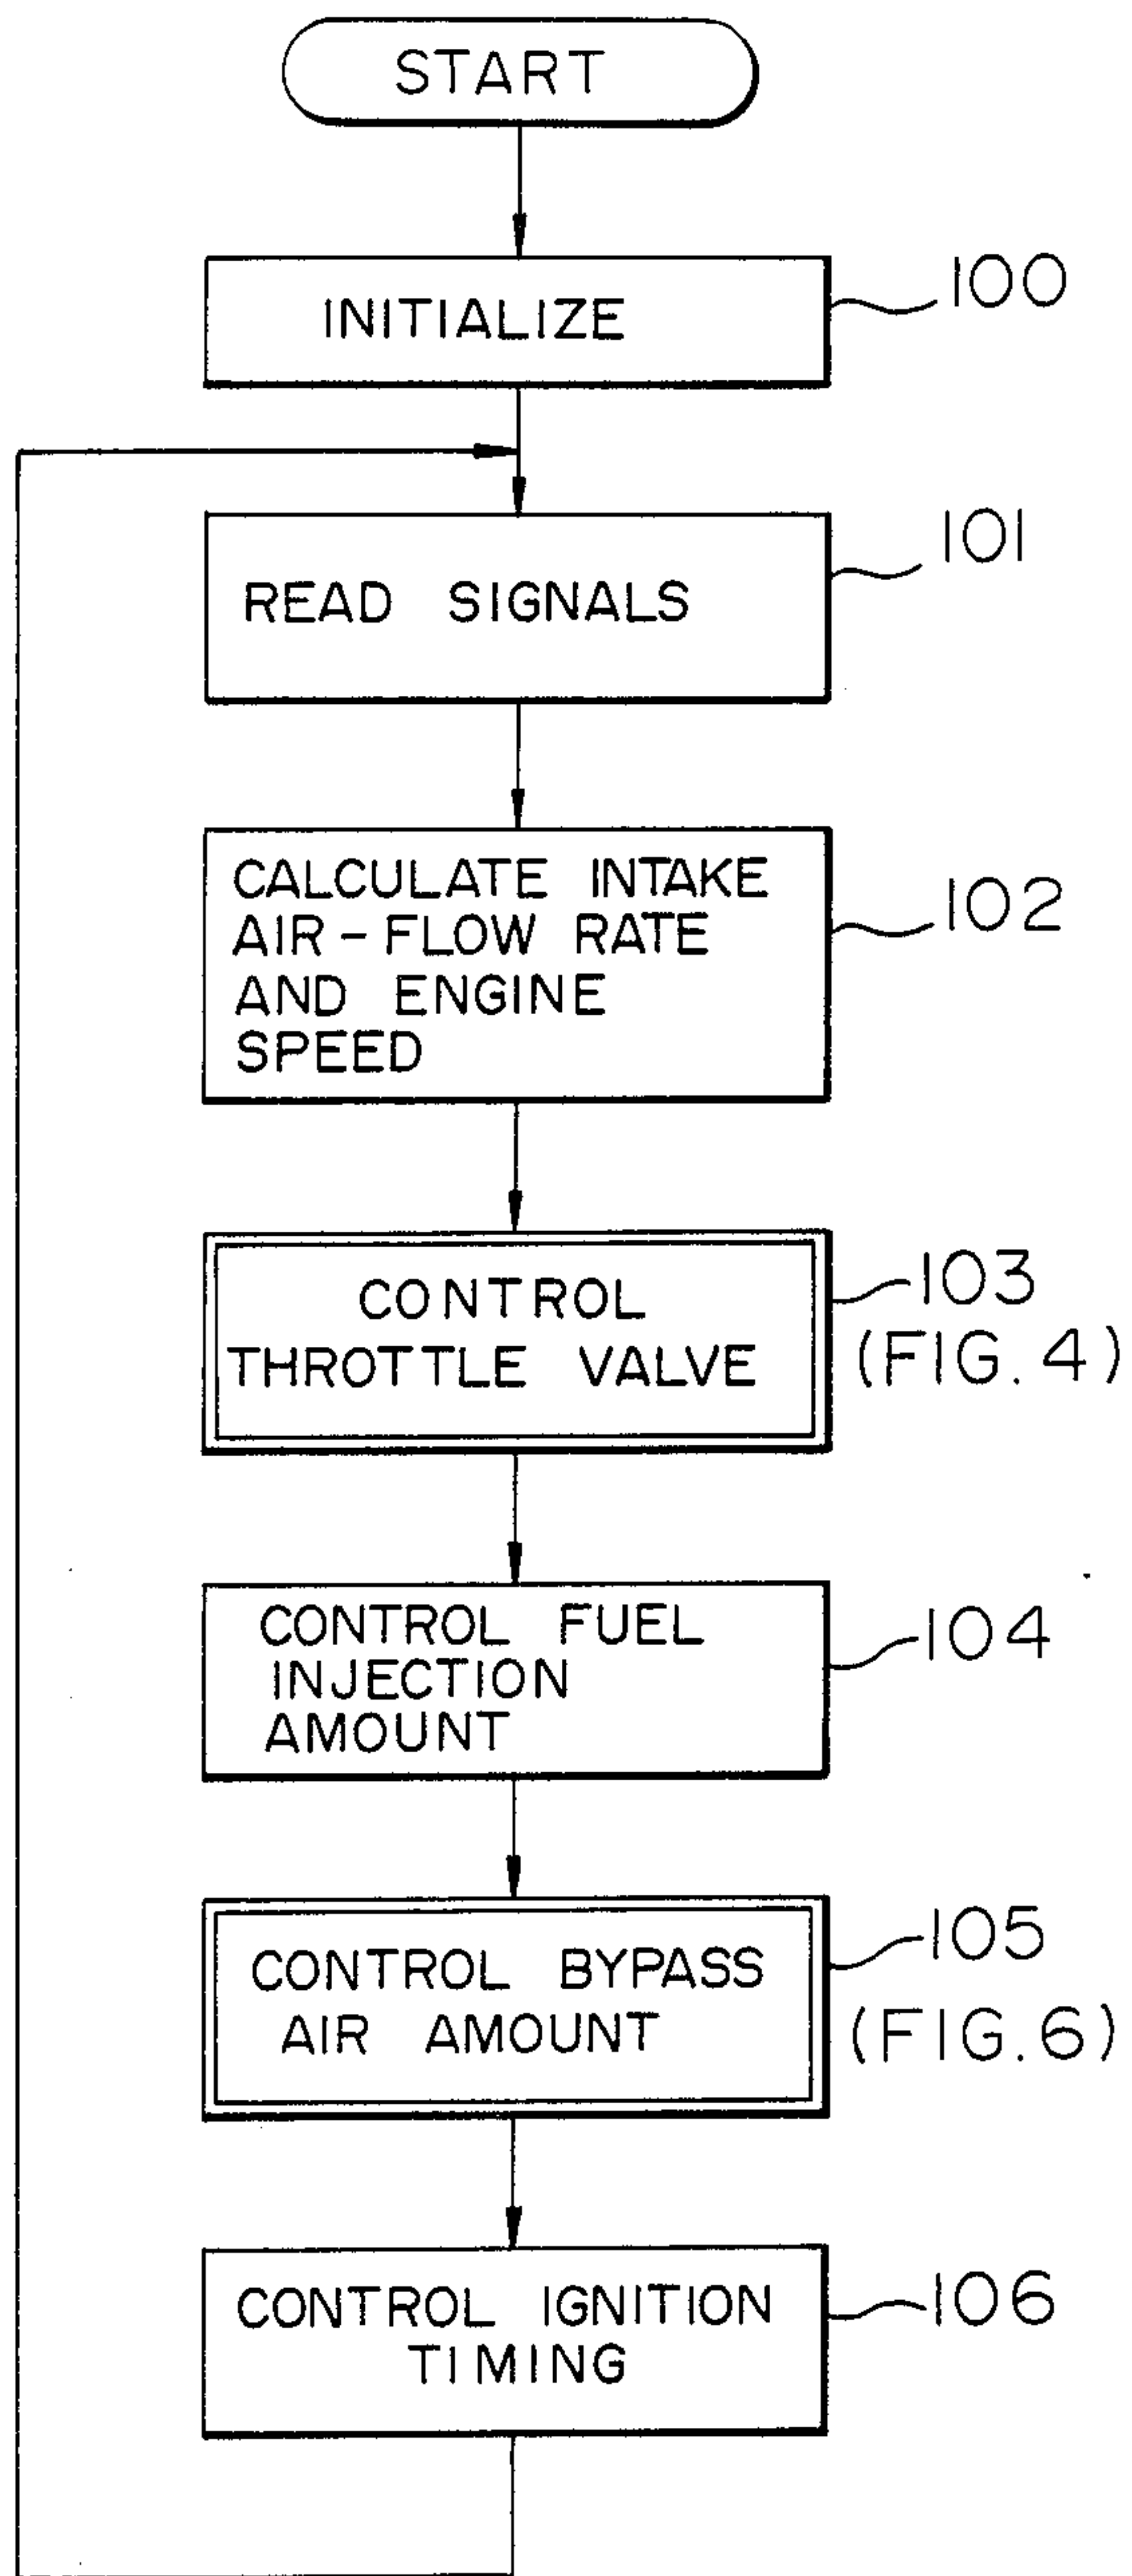 START
INITIALIZE
100
READ SIGNALS
101
CALCULATE INTAKE
AIR-FLOW RATE
AND ENGINE
SPEED
102
CONTROL
THROTTLE VALVE
103
(FIG. 4)
CONTROL FUEL
INJECTION
AMOUNT
104
CONTROL BYPASS
AIR AMOUNT
105
(FIG. 6)
CONTROL IGNITION
TIMING
106